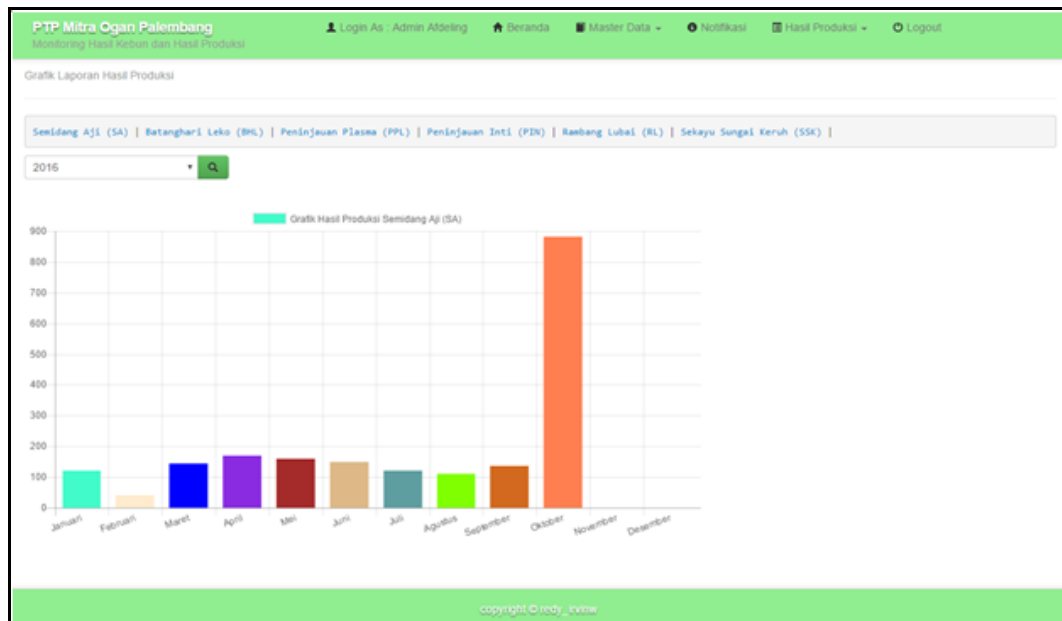 PTP Mitra Ogan Palembang
Monitoring Hasil Kebun dan Hasil Produksi
Login As : Admin Afdeling Beranda Master Data Notifikasi Hasil Produksi Logout
Grafik Laporan Hasil Produksi
Semidang Aji (SA) | Batanghari Leko (BHL) | Peninjauan Plasma (PPL) | Peninjauan Inti (PIN) | Rambang Lubai (RL) | Sekayu Sungai Keruh (SSK) |
2016
Grafik Hasil Produksi Semidang Aji (SA)
900
800
700
600
500
400
300
200
100
0
Januari Februari Maret April Mei Juni Juli Agustus September Oktober November Desember
copyright © redy_irvinw